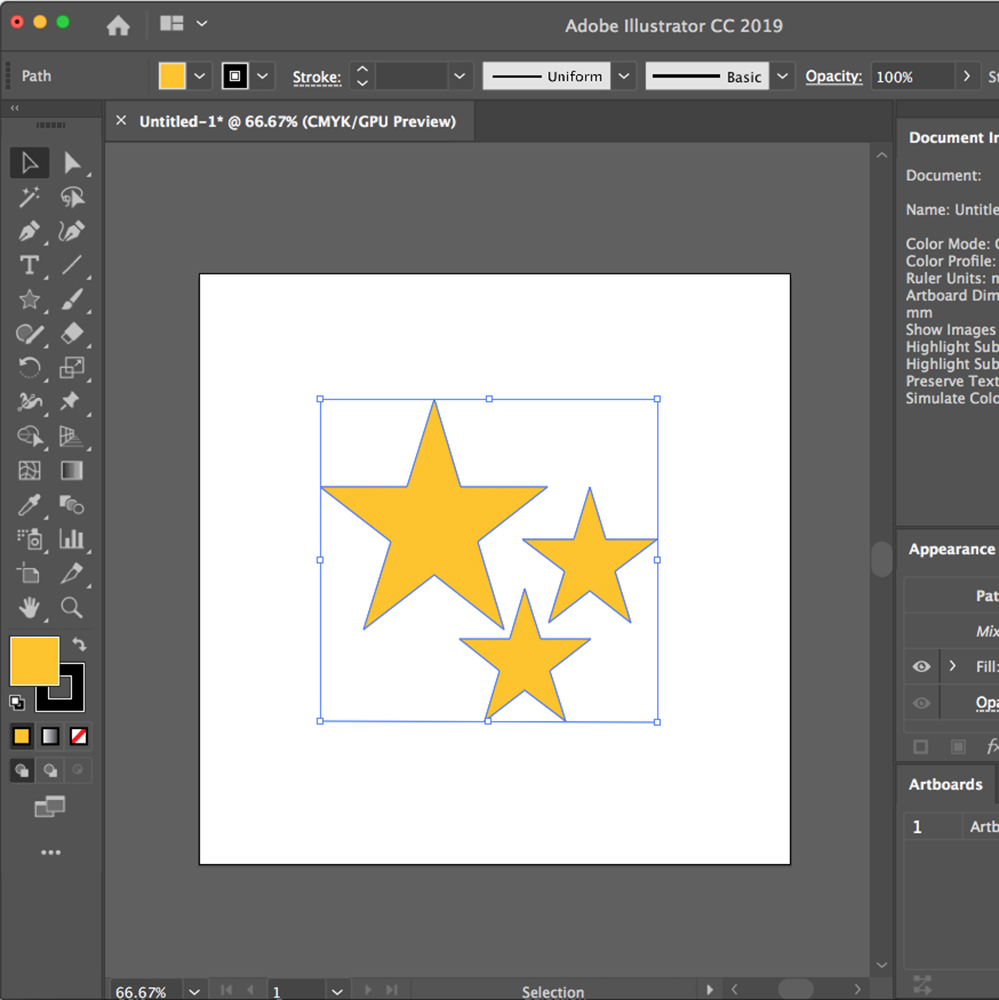 Adobe Illustrator CC 2019
Path
Stroke:
Uniform
Basic
Opacity:
100%
St
Untitled-1* @ 66.67% (CMYK/GPU Preview)
Document In
Document:
Name: Untitle
Color Mode: C
Color Profile:
Ruler Units: m
Artboard Dim
mm
Show Images
Highlight Sub
Highlight Sub
Preserve Text
Simulate Colo
Appearance
Pat
Mix
Fill:
Opa
fx
Artboards
1 Artb
66.67%
1
Selection